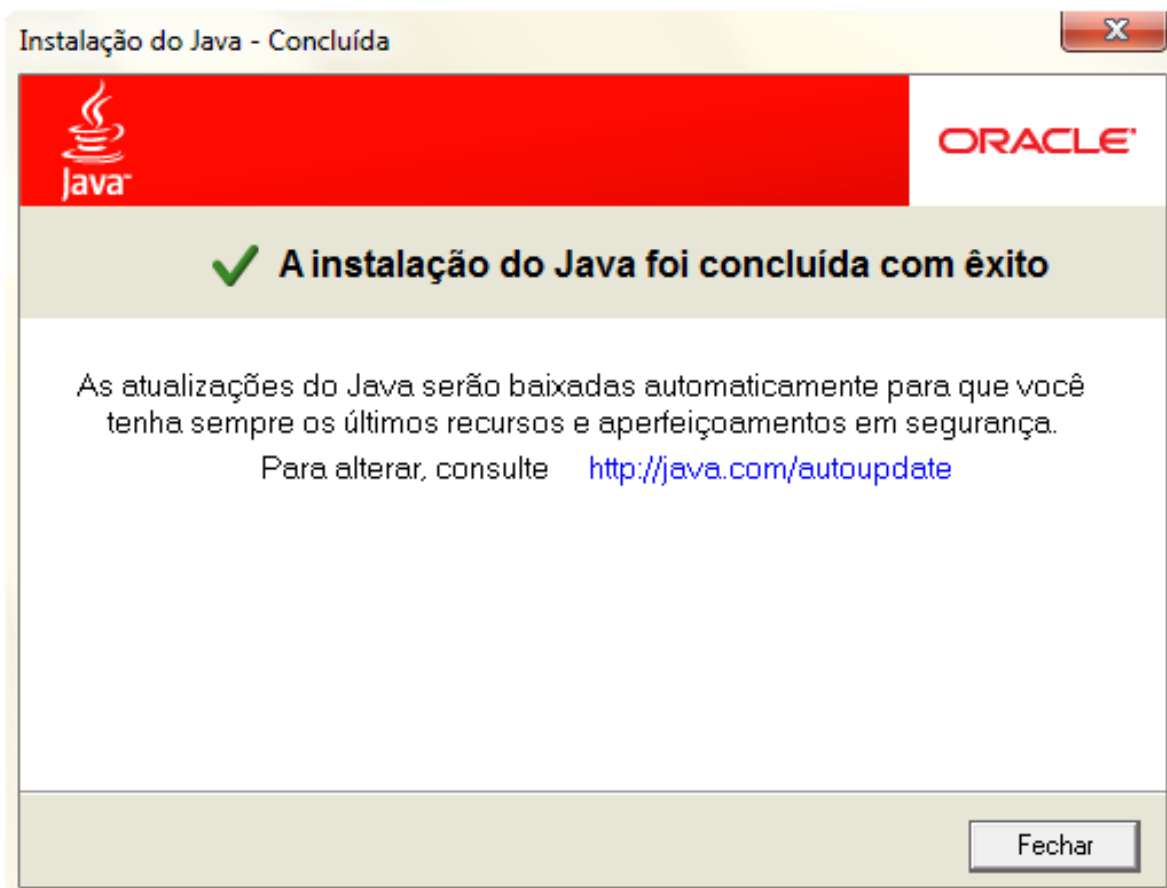 Instalação do Java - Concluída
Java
ORACLE
A instalação do Java foi concluída com êxito
As atualizações do Java serão baixadas automaticamente para que você
tenha sempre os últimos recursos e aperfeiçoamentos em segurança.
Para alterar, consulte http://java.com/autoupdate
Fechar